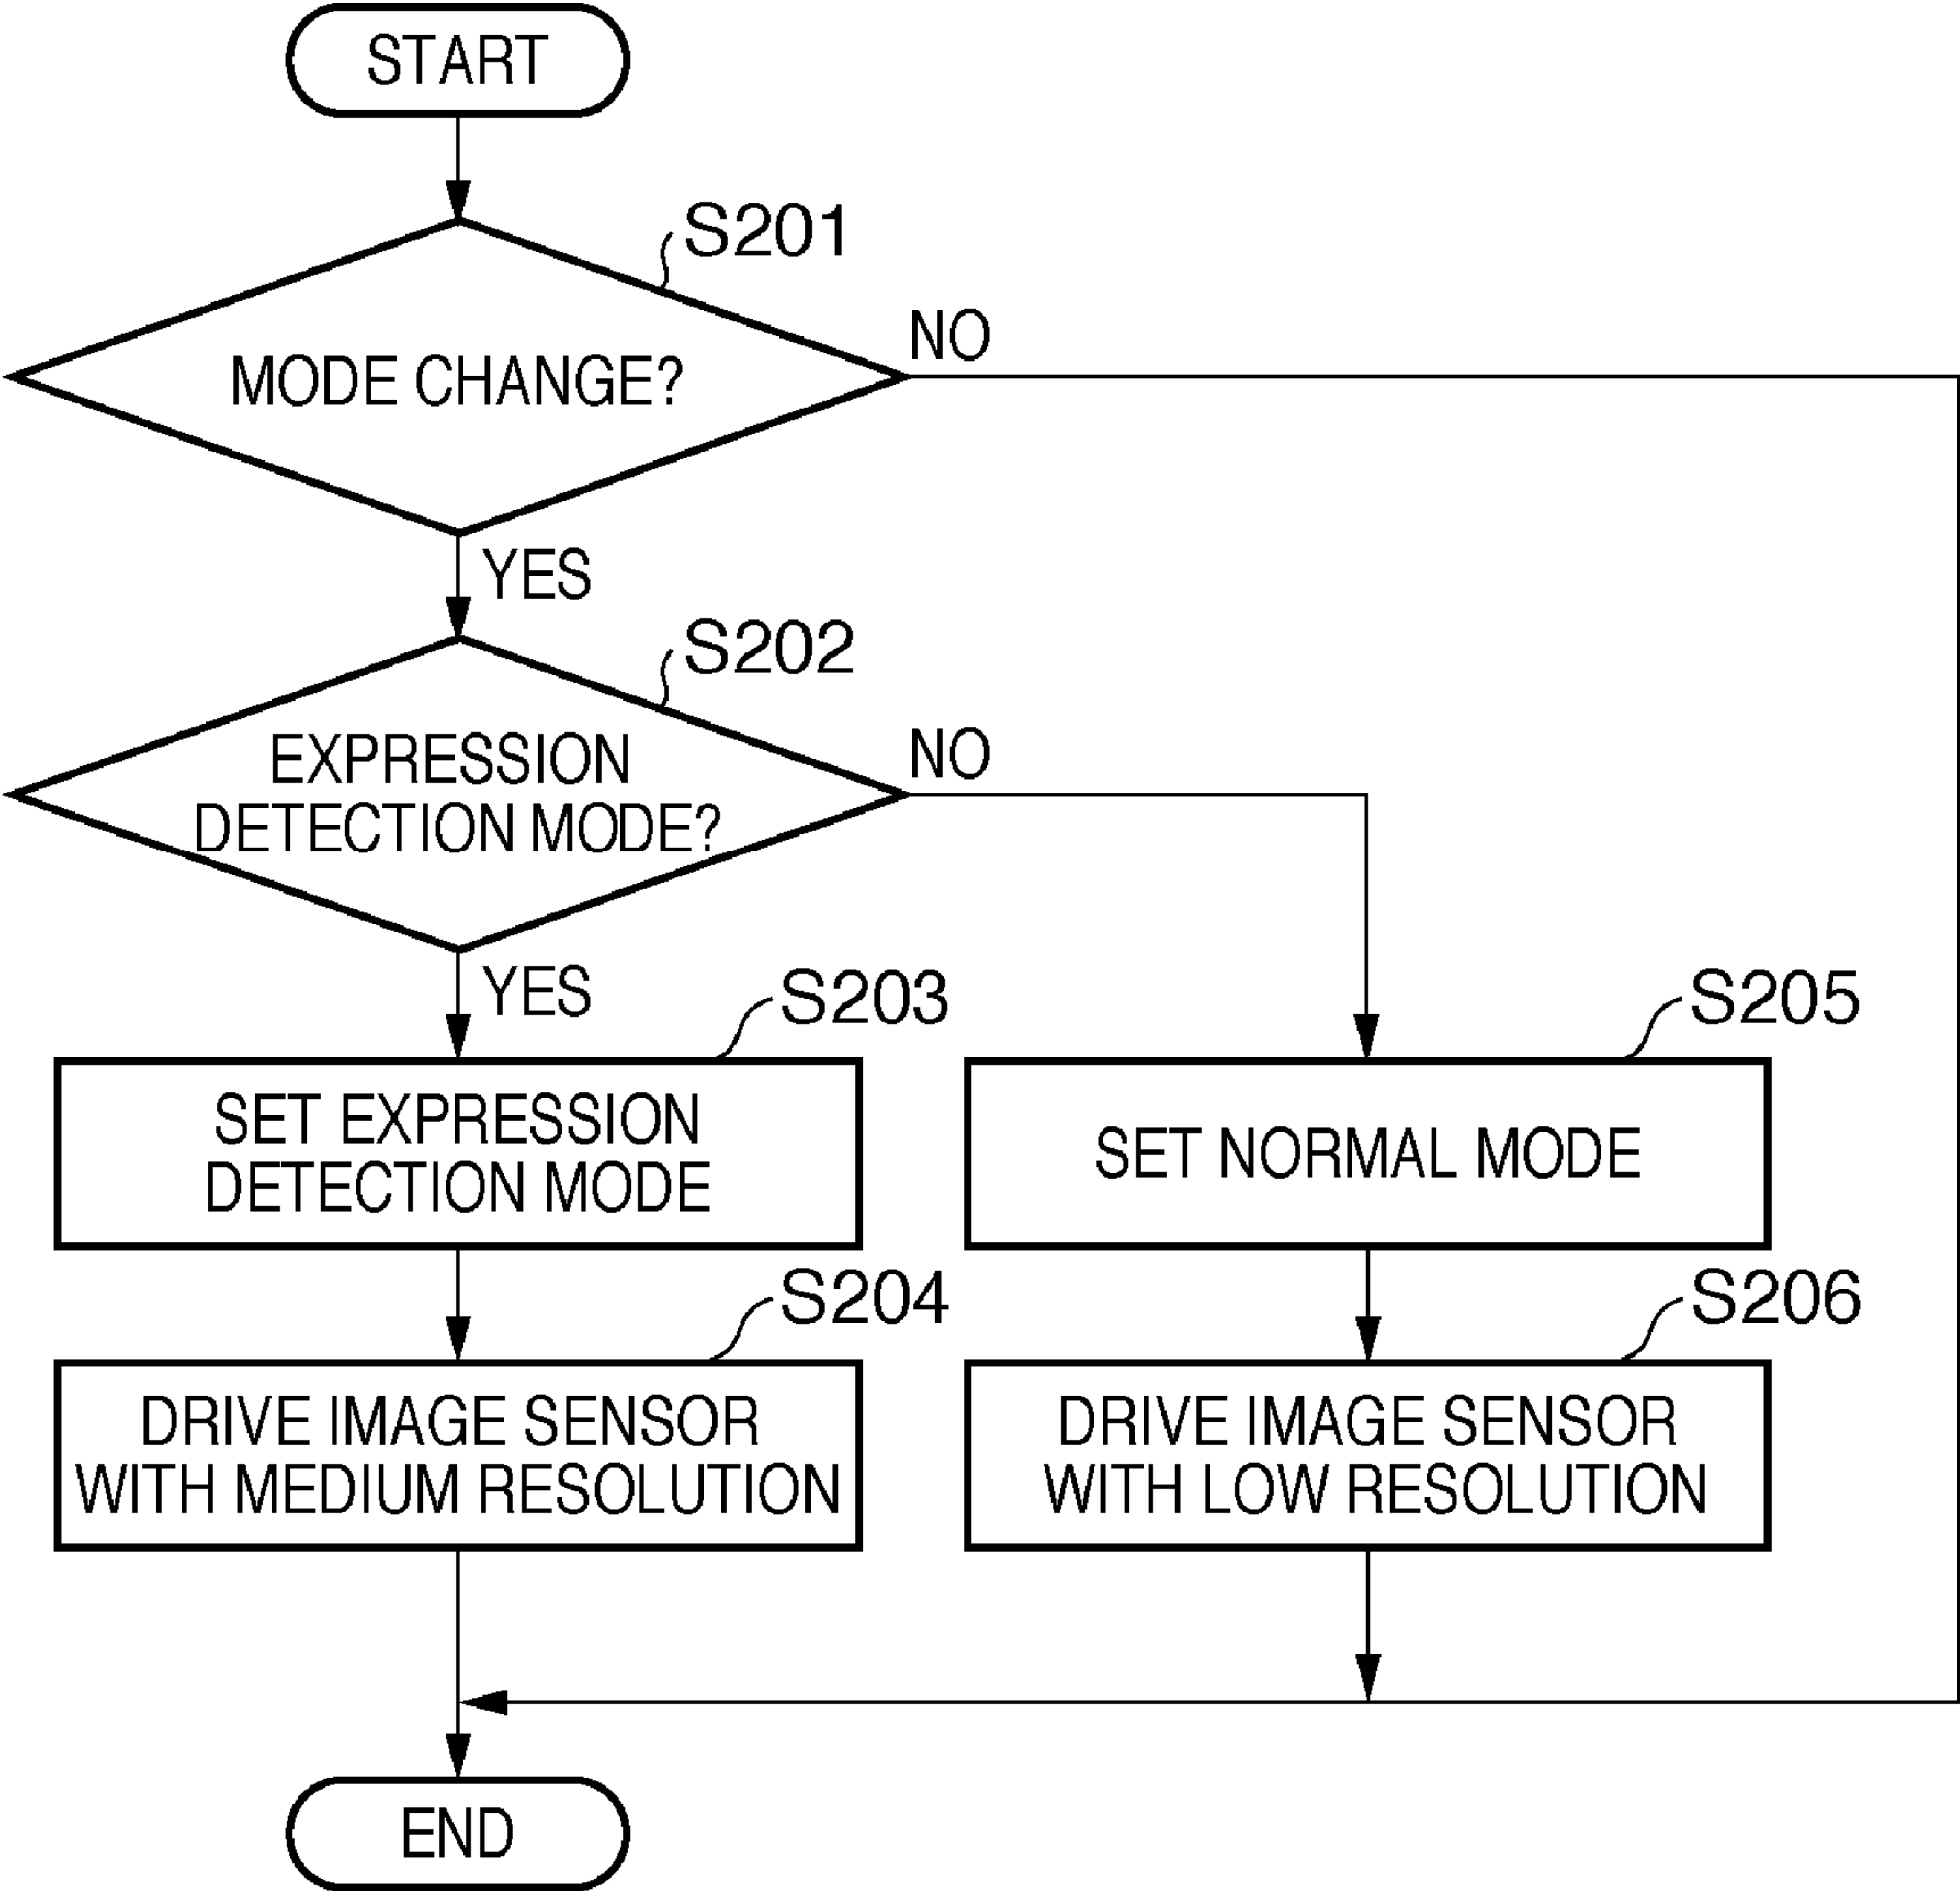 START
S201
MODE CHANGE?
NO
YES
S202
EXPRESSION
DETECTION MODE?
NO
YES
S203
SET EXPRESSION
DETECTION MODE
S205
SET NORMAL MODE
S204
DRIVE IMAGE SENSOR
WITH MEDIUM RESOLUTION
S206
DRIVE IMAGE SENSOR
WITH LOW RESOLUTION
END